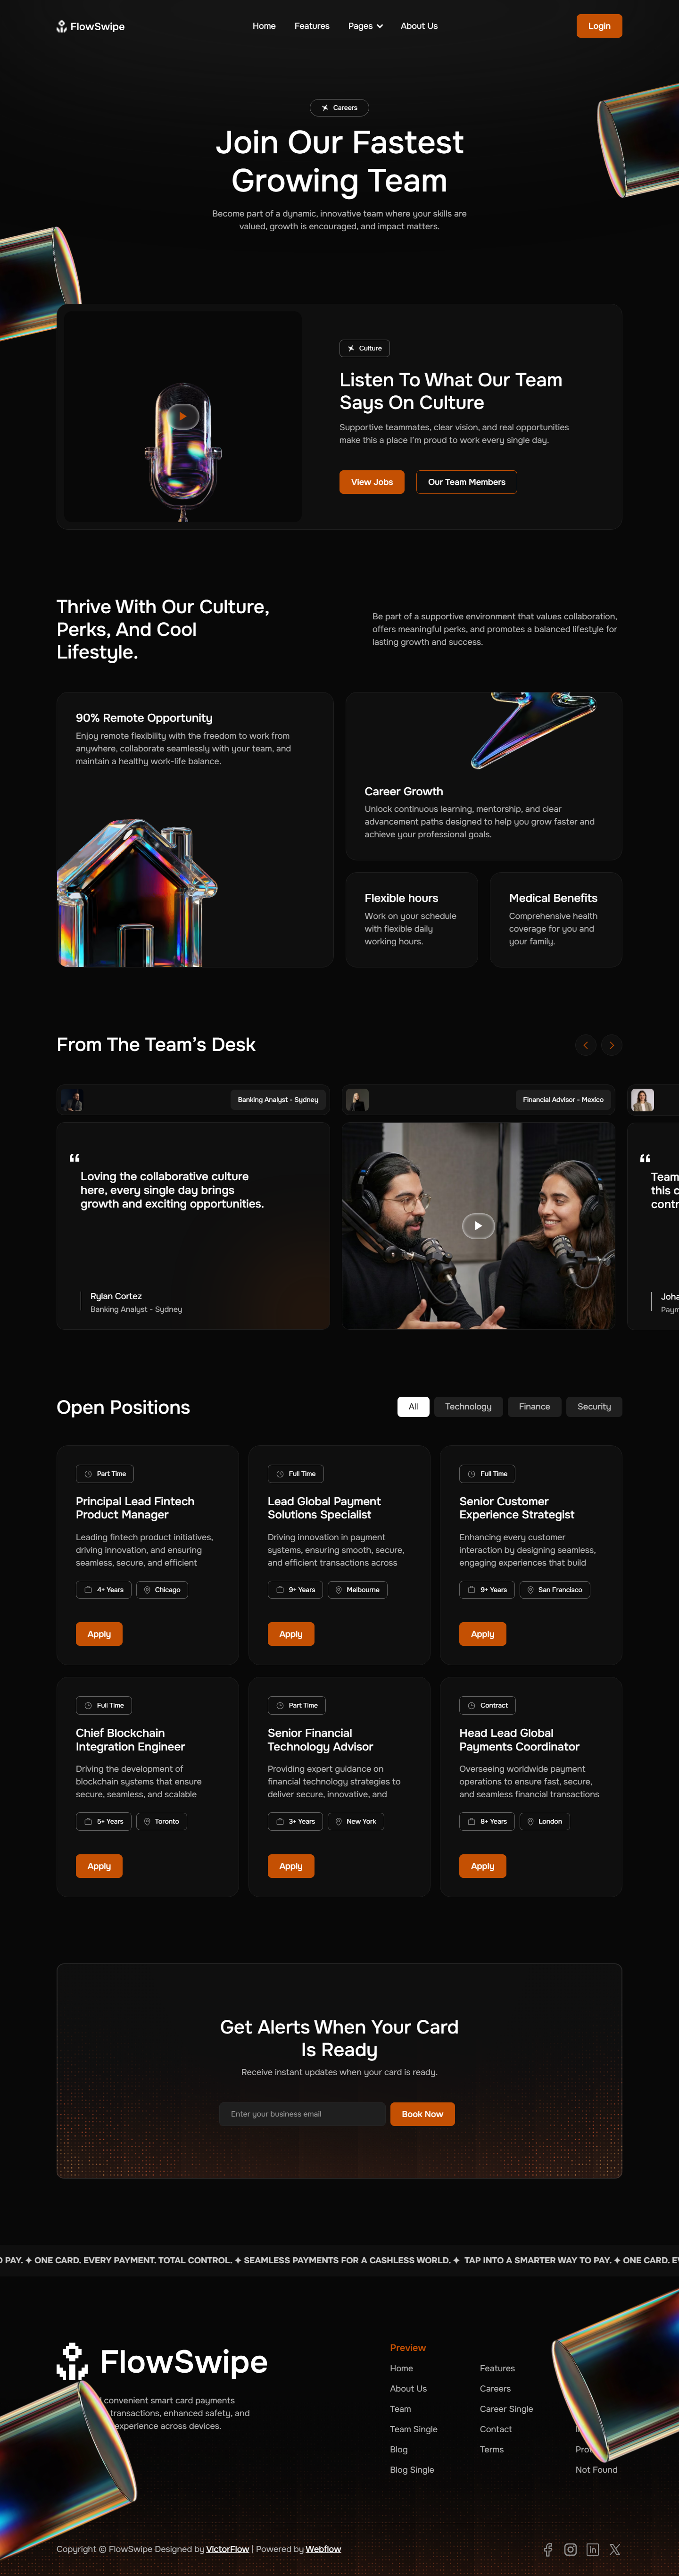 FlowSwipe
Home Features Pages About Us
Login
Careers
Join Our Fastest
Growing Team
Become part of a dynamic, innovative team where your skills are
valued, growth is encouraged, and impact matters.
Culture
Listen To What Our Team
Says On Culture
Supportive teammates, clear vision, and real opportunities
make this a place I'm proud to work every single day.
View Jobs
Our Team Members
Thrive With Our Culture,
Perks, And Cool
Lifestyle.
Be part of a supportive environment that values collaboration,
offers meaningful perks, and promotes a balanced lifestyle for
lasting growth and success.
90% Remote Opportunity
Enjoy remote flexibility with the freedom to work from
anywhere, collaborate seamlessly with your team, and
maintain a healthy work-life balance.
Career Growth
Unlock continuous learning, mentorship, and clear
advancement paths designed to help you grow faster and
achieve your professional goals.
Flexible hours
Work on your schedule
with flexible daily
working hours.
Medical Benefits
Comprehensive health
coverage for you and
your family.
From The Team's Desk
Banking Analyst - Sydney
“
Loving the collaborative culture
here, every single day brings
growth and exciting opportunities.
Rylan Cortez
Banking Analyst - Sydney
Financial Advisor - Mexico
“
Team
this c
contr
Joha
Paym
Open Positions
All
Technology
Finance
Security
Part Time
Principal Lead Fintech
Product Manager
Leading fintech product initiatives,
driving innovation, and ensuring
seamless, secure, and efficient
4+ Years
Chicago
Apply
Full Time
Lead Global Payment
Solutions Specialist
Driving innovation in payment
systems, ensuring smooth, secure,
and efficient transactions across
9+ Years
Melbourne
Apply
Full Time
Senior Customer
Experience Strategist
Enhancing every customer
interaction by designing seamless,
engaging experiences that build
9+ Years
San Francisco
Apply
Full Time
Chief Blockchain
Integration Engineer
Driving the development of
blockchain systems that ensure
secure, seamless, and scalable
5+ Years
Toronto
Apply
Part Time
Senior Financial
Technology Advisor
Providing expert guidance on
financial technology strategies to
deliver secure, innovative, and
3+ Years
New York
Apply
Contract
Head Lead Global
Payments Coordinator
Overseeing worldwide payment
operations to ensure fast, secure,
and seamless financial transactions
8+ Years
London
Apply
Get Alerts When Your Card
Is Ready
Receive instant updates when your card is ready.
Enter your business email
Book Now
O PAY. ✦ ONE CARD. EVERY PAYMENT. TOTAL CONTROL. ✦ SEAMLESS PAYMENTS FOR A CASHLESS WORLD. ✦ TAP INTO A SMARTER WAY TO PAY. ✦ ONE CARD. EV
FlowSwipe
convenient smart card payments
transactions, enhanced safety, and
experience across devices.
Preview
Home
About Us
Team
Team Single
Blog
Blog Single
Features
Careers
Career Single
Contact
Terms
Not Found
Copyright © FlowSwipe Designed by VictorFlow | Powered by Webflow